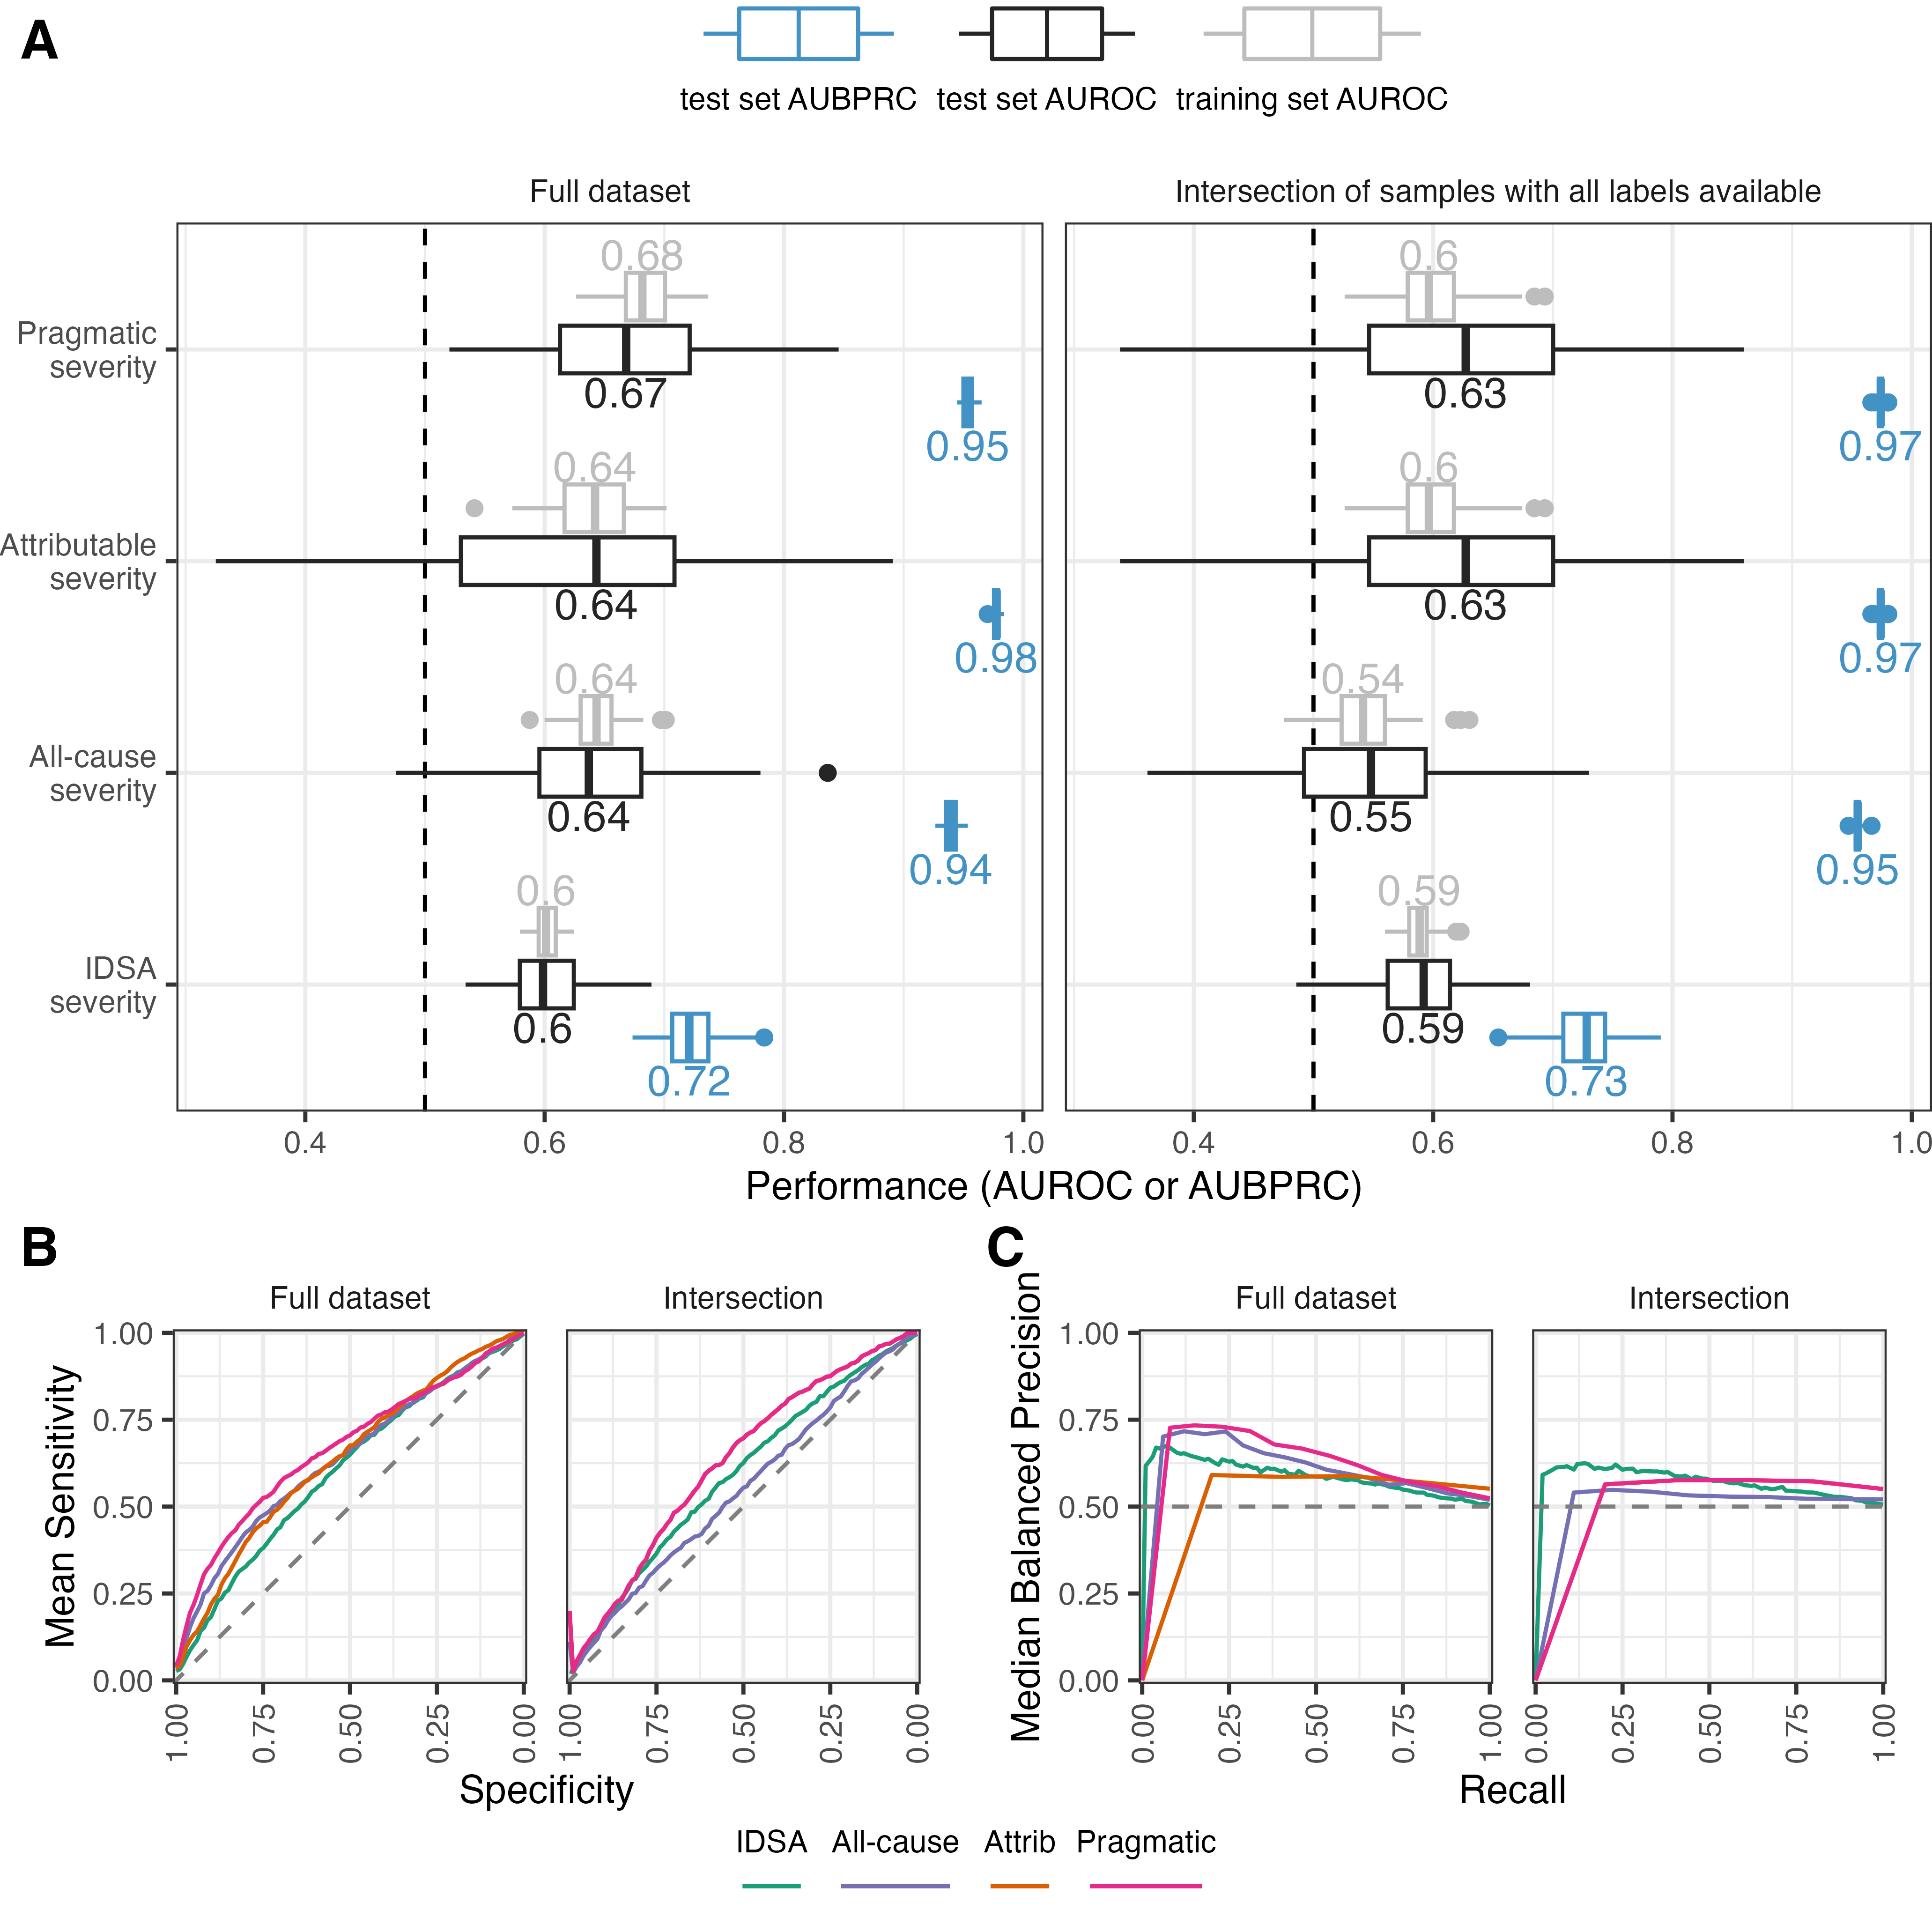 A
test set AUBPRC test set AUROC training set AUROC
Full dataset
Intersection of samples with all labels available
Pragmatic
severity
Attributable
severity
All-cause
severity
IDSA
severity
0.68
0.67
0.95
0.64
0.64
0.98
0.64
0.64
0.94
0.6
0.6
0.72
0.6
0.63
0.97
0.6
0.63
0.97
0.54
0.55
0.95
0.59
0.59
0.73
0.4 0.6 0.8 1.0
0.4 0.6 0.8 1.0
Performance (AUROC or AUBPRC)
B
Full dataset
Intersection
Mean Sensitivity
1.00
0.75
0.50
0.25
0.00
1.00 0.75 0.50 0.25 0.00
1.00 0.75 0.50 0.25 0.00
Specificity
C
Full dataset
Intersection
Median Balanced Precision
1.00
0.75
0.50
0.25
0.00
0.00 0.25 0.50 0.75 1.00
0.00 0.25 0.50 0.75 1.00
Recall
IDSA All-cause Attrib Pragmatic